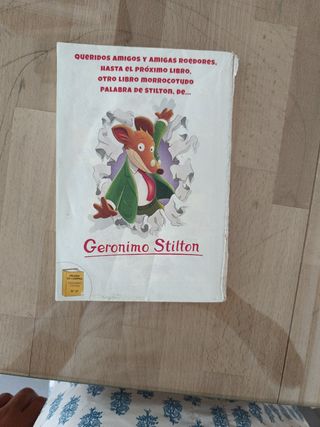 QUERIDOS AMIGOS Y AMIGAS ROEDORES,
HASTA EL PRÓXIMO LIBRO,
OTRO LIBRO MORROCOTUDO
PALABRA DE STILTON, DE...
Geronimo Stilton